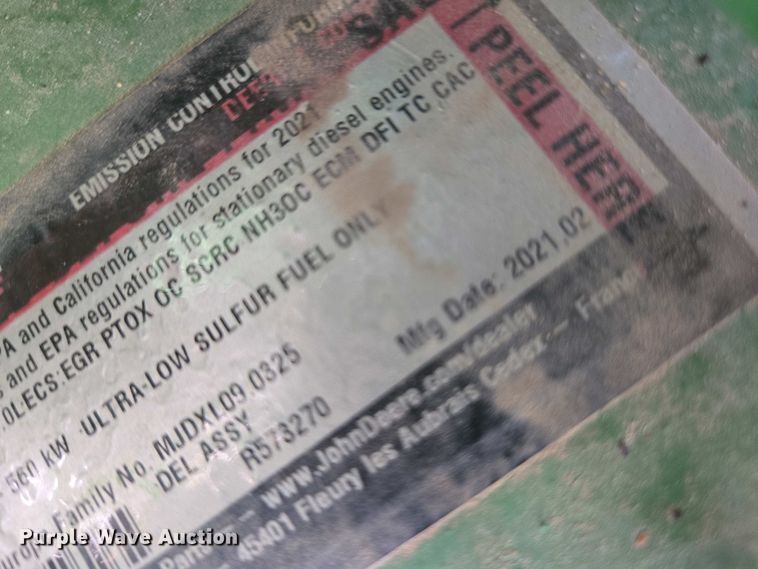 EMISSION CONTROL
PEEL HERE
PA and California regulations for 2021
and EPA regulations for stationary diesel engines.
OLECS:EGR PTOX OC SCRC NH3OC ECM DFI TC CAC
560 kW ULTRA-LOW SULFUR FUEL ONLY
Family No. MJDXL09.0325
Mfg Date: 2021.02
DEL ASSY
R573270
www.JohnDeere.com/dealer
45401 Fleury les Aubrais Cedex - France
Purple Wave Auction